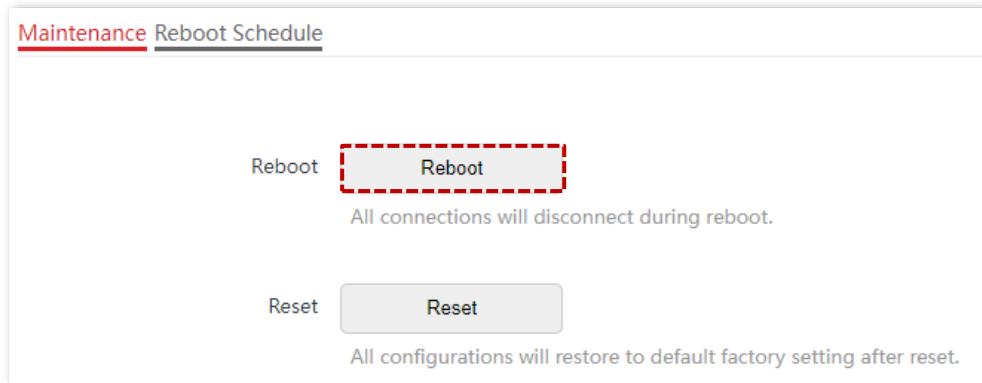 Maintenance Reboot Schedule
Reboot Reboot
All connections will disconnect during reboot.
Reset Reset
All configurations will restore to default factory setting after reset.